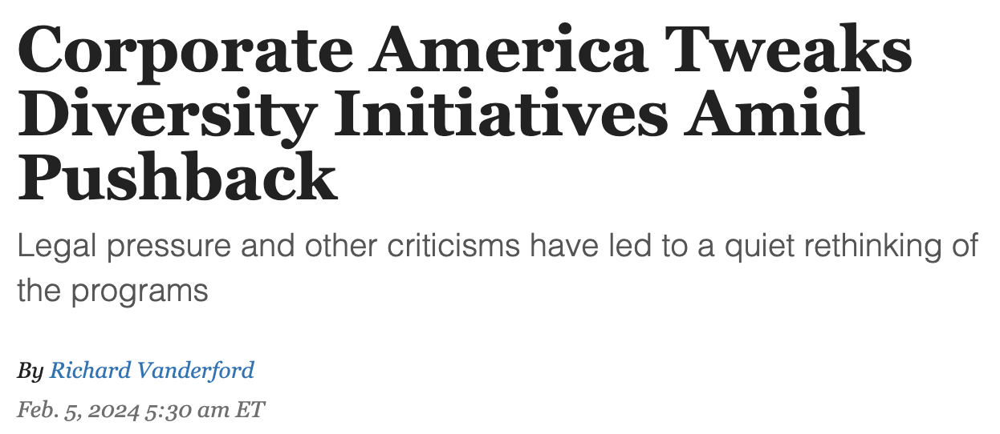 Corporate America Tweaks
Diversity Initiatives Amid
Pushback
Legal pressure and other criticisms have led to a quiet rethinking of
the programs
By Richard Vanderford
Feb. 5, 2024 5:30 am ET